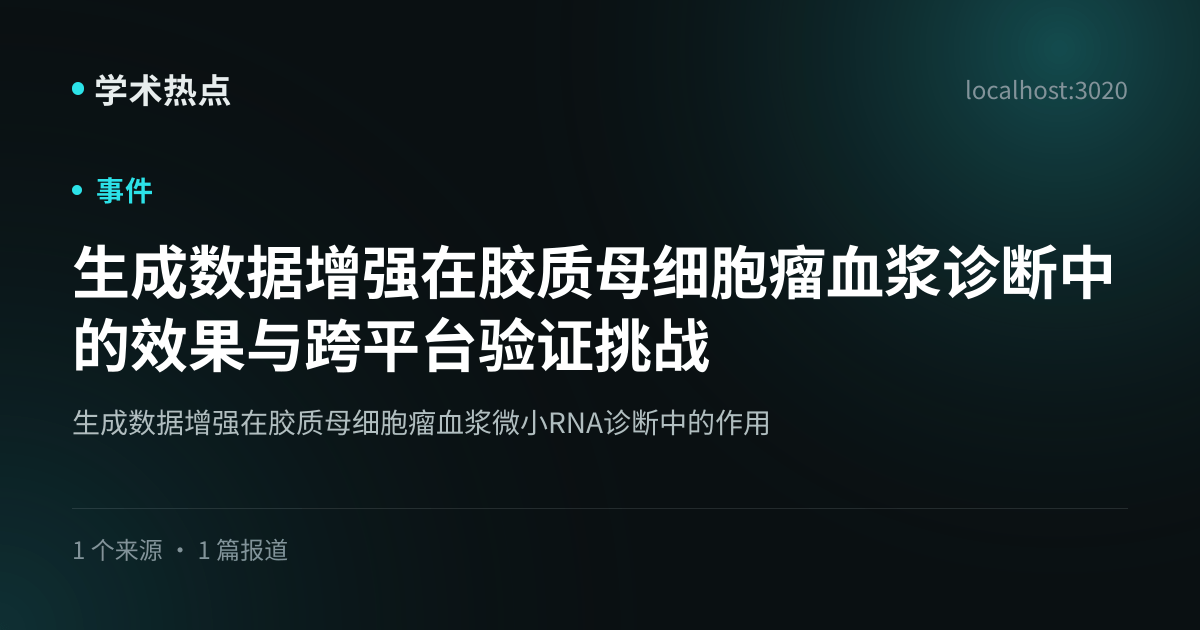 学术热点
localhost:3020
事件
生成数据增强在胶质母细胞瘤血浆诊断中
的效果与跨平台验证挑战
生成数据增强在胶质母细胞瘤血浆微小RNA诊断中的作用
1 个来源 · 1 篇报道